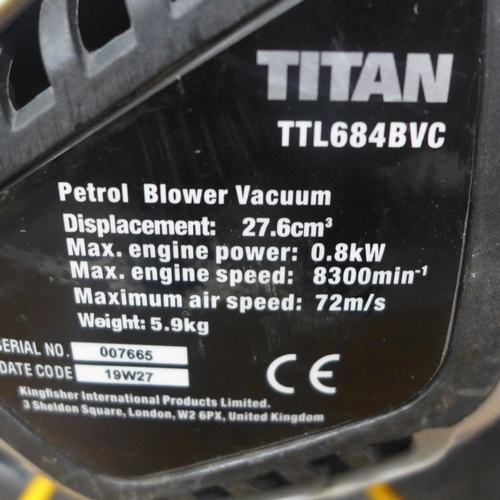 TITAN
TTL684BVC
Petrol Blower Vacuum
Displacement: 27.6cm³
Max. engine power: 0.8kW
Max. engine speed: 8300min⁻¹
Maximum air speed: 72m/s
Weight: 5.9kg
SERIAL NO. 007665
DATE CODE 19W27
CE
Kingfisher International Products Limited.
3 Sheldon Square, London, W2 6PX, United Kingdom